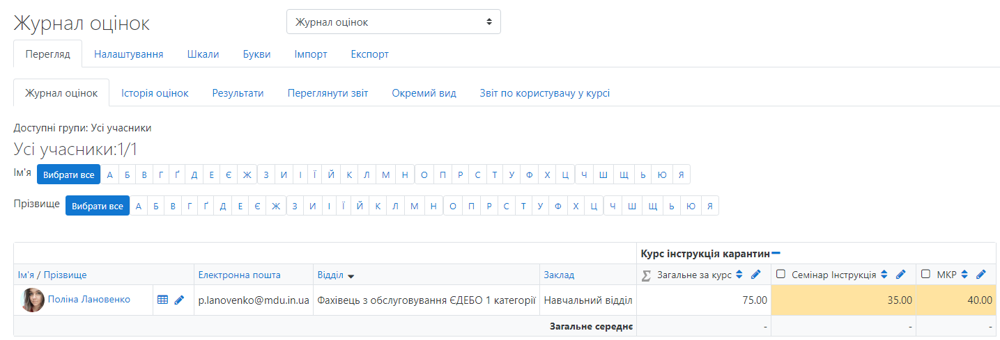 Журнал оцінок Журнал оцінок
Перегляд Налаштування Шкали Букви Імпорт Експорт
Журнал оцінок Історія оцінок Результати Переглянути звіт Окремий вид Звіт по користувачу у курсі
Доступні групи: Усі учасники
Усі учасники:1/1
Ім'я Вибрати все А Б В Г Ґ Д Е Є Ж З И І Ї Й К Л М Н О П Р С Т У Ф Х Ц Ч Ш Щ Ь Ю Я
Прізвище Вибрати все А Б В Г Ґ Д Е Є Ж З И І Ї Й К Л М Н О П Р С Т У Ф Х Ц Ч Ш Щ Ь Ю Я
Курс інструкція карантин
Ім'я / Прізвище Електронна пошта Відділ Заклад Σ Загальне за курс Семінар Інструкція МКР
Поліна Лановенко p.lanovenko@mdu.in.ua Фахівець з обслуговування ЄДЕБО 1 категорії Навчальний відділ 75.00 35.00 40.00
Загальне середнє - - -